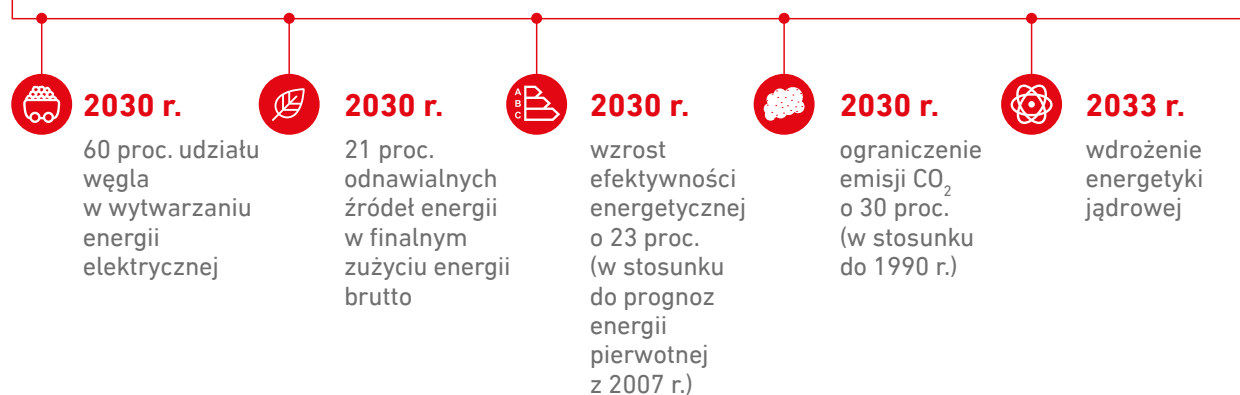 2030 r.
60 proc. udziału
węgla
w wytwarzaniu
energii
elektrycznej
2030 r.
21 proc.
odnawialnych
źródeł energii
w finalnym
zużyciu energii
brutto
A
B
C
2030 r.
wzrost
efektywności
energetycznej
o 23 proc.
(w stosunku
do prognoz
energii
pierwotnej
z 2007 r.)
2030 r.
ograniczenie
emisji CO₂
o 30 proc.
(w stosunku
do 1990 r.)
2033 r.
wdrożenie
energetyki
jądrowej